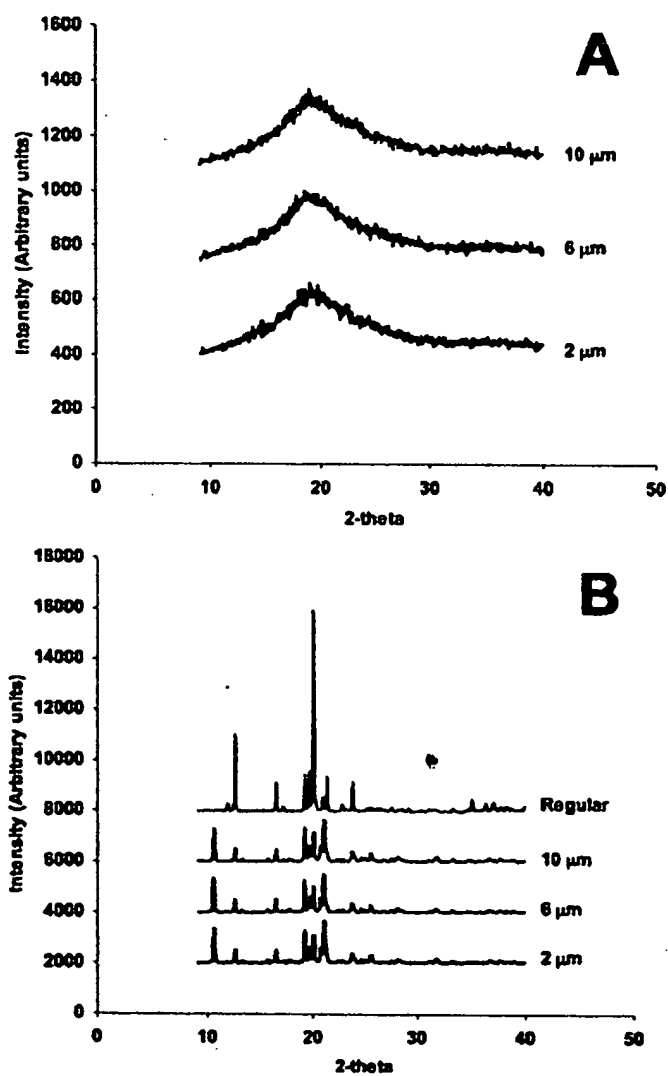 A
Intensity (Arbitrary units)
1600
1400
1200
1000
800
600
400
200
0
10 µm
6 µm
2 µm
0 10 20 30 40 50
2-theta
B
Intensity (Arbitrary units)
18000
16000
14000
12000
10000
8000
6000
4000
2000
0
Regular
10 µm
6 µm
2 µm
0 10 20 30 40 50
2-theta